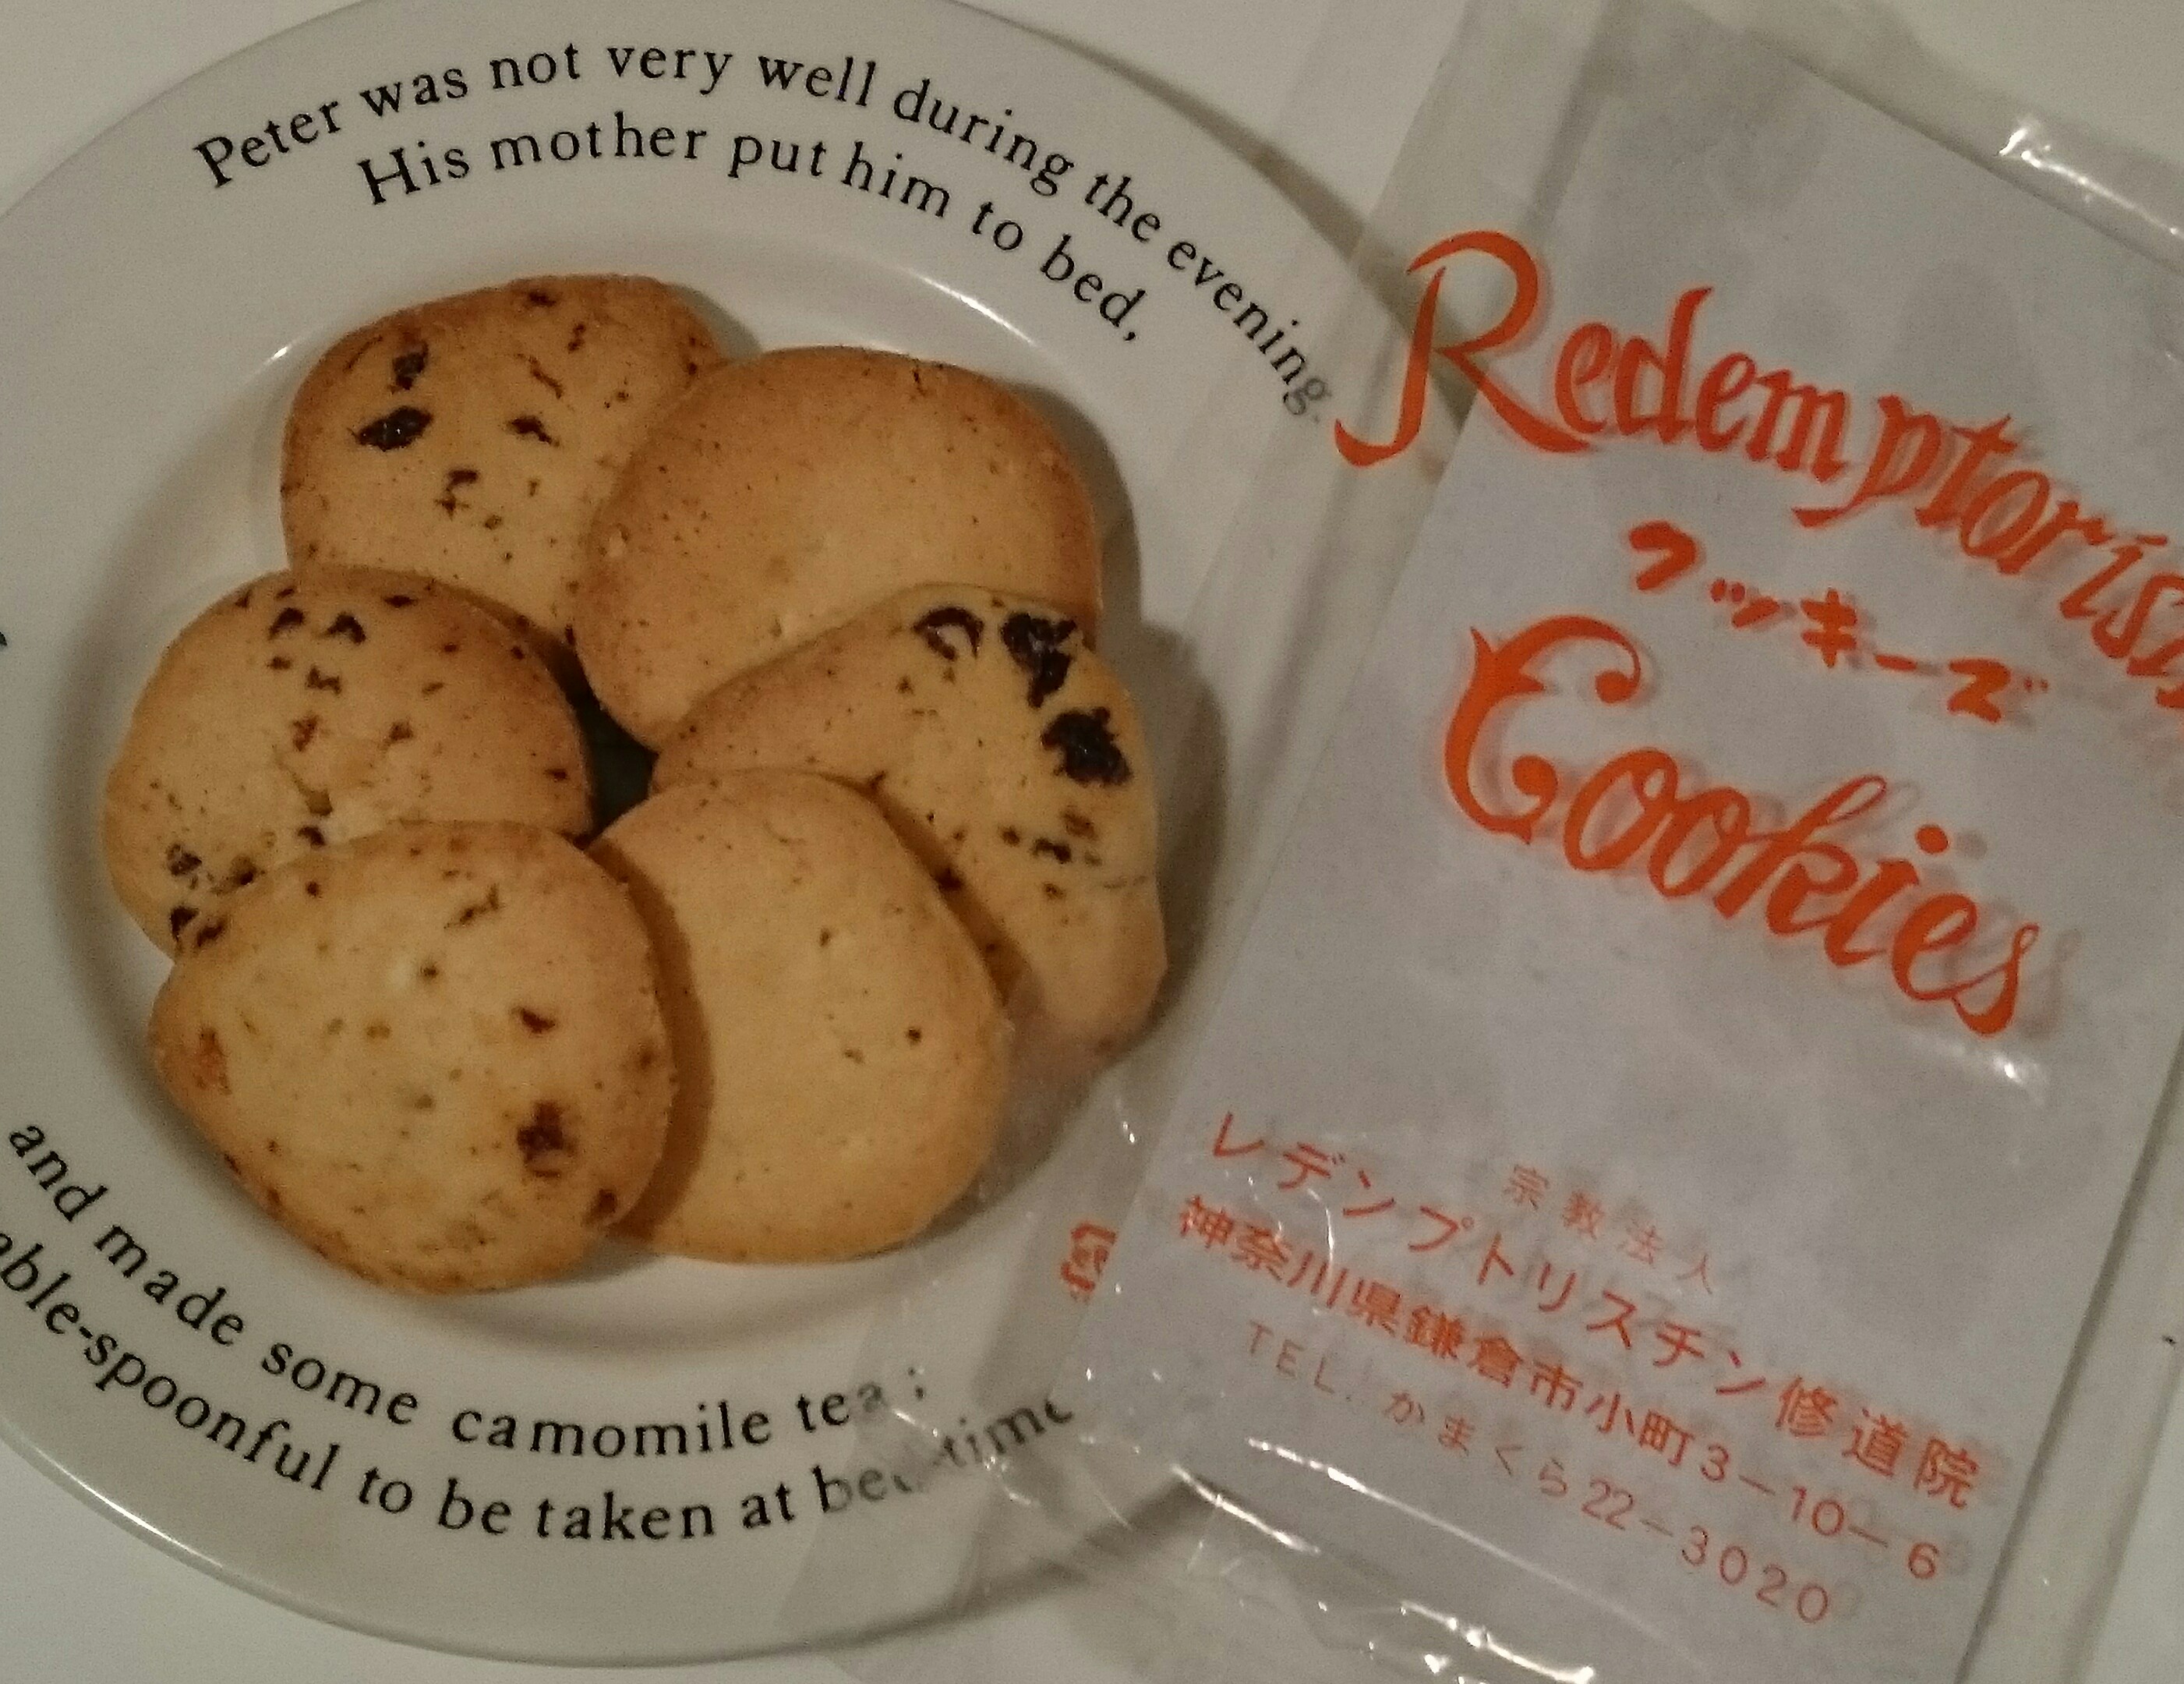 Peter was not very well during the evening.
His mother put him to bed,
and made some camomile tea;
able-spoonful to be taken at bed-time
Redemptoris
クッキーズ
Cookies
宗教法人
レデンプトリスチン修道院
神奈川県鎌倉市小町3-10-6
TEL.かまくら22-3020